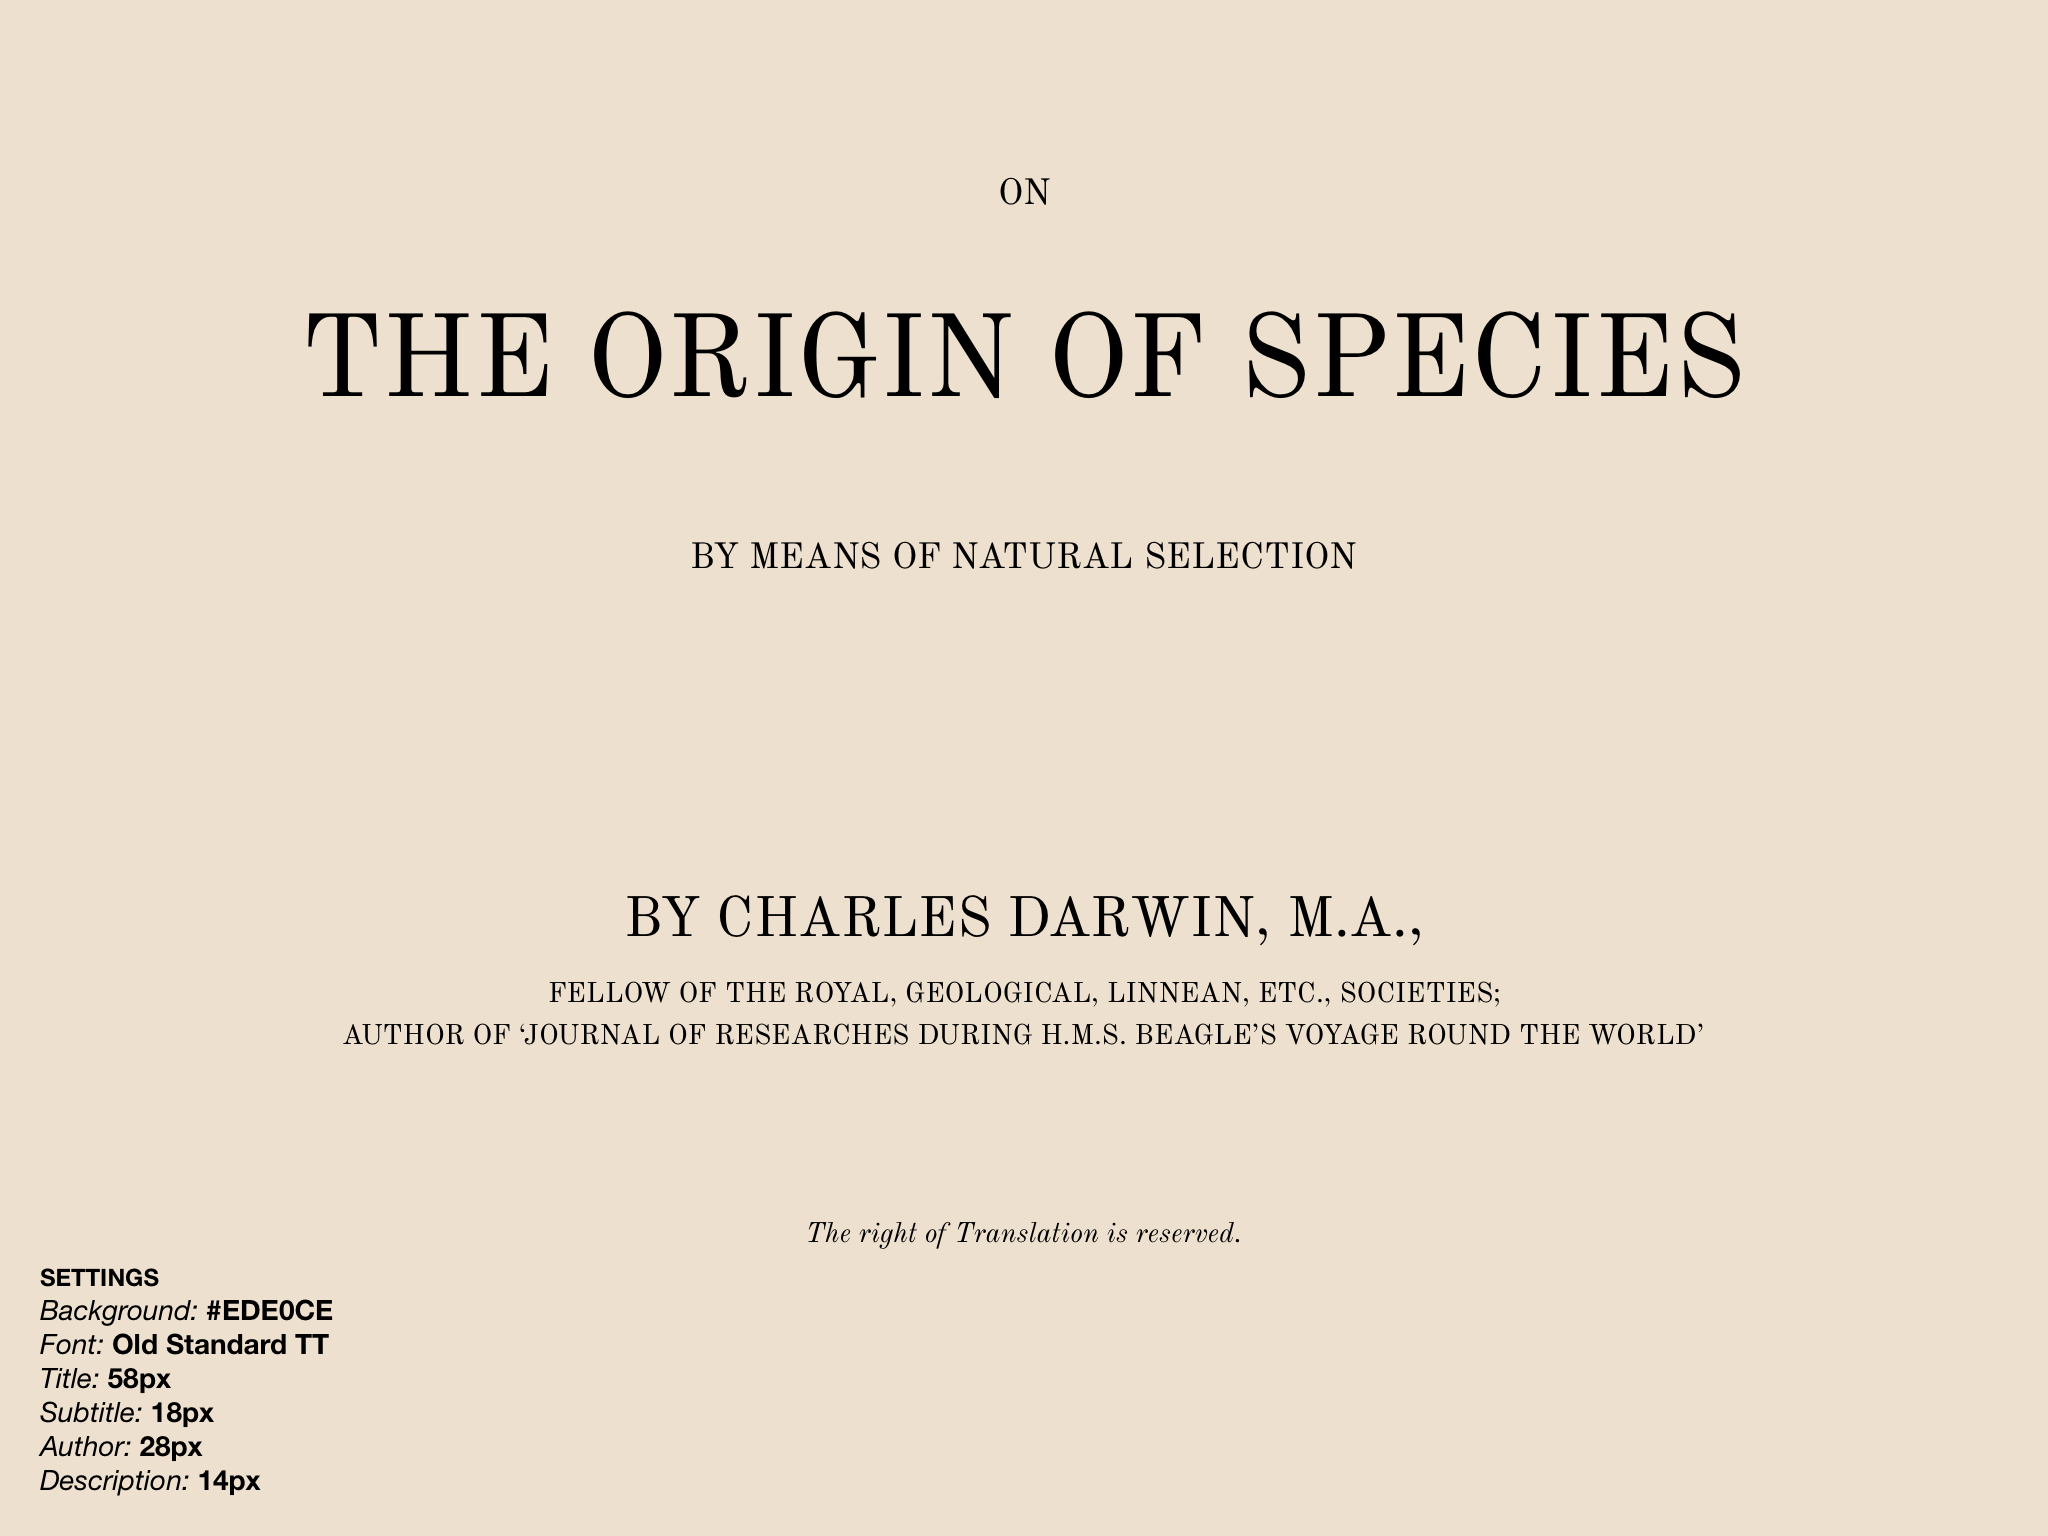 ON
THE ORIGIN OF SPECIES
BY MEANS OF NATURAL SELECTION
BY CHARLES DARWIN, M.A.,
FELLOW OF THE ROYAL, GEOLOGICAL, LINNEAN, ETC., SOCIETIES;
AUTHOR OF ‘JOURNAL OF RESEARCHES DURING H.M.S. BEAGLE’S VOYAGE ROUND THE WORLD’
The right of Translation is reserved.
SETTINGS
Background: #EDE0CE
Font: Old Standard TT
Title: 58px
Subtitle: 18px
Author: 28px
Description: 14px